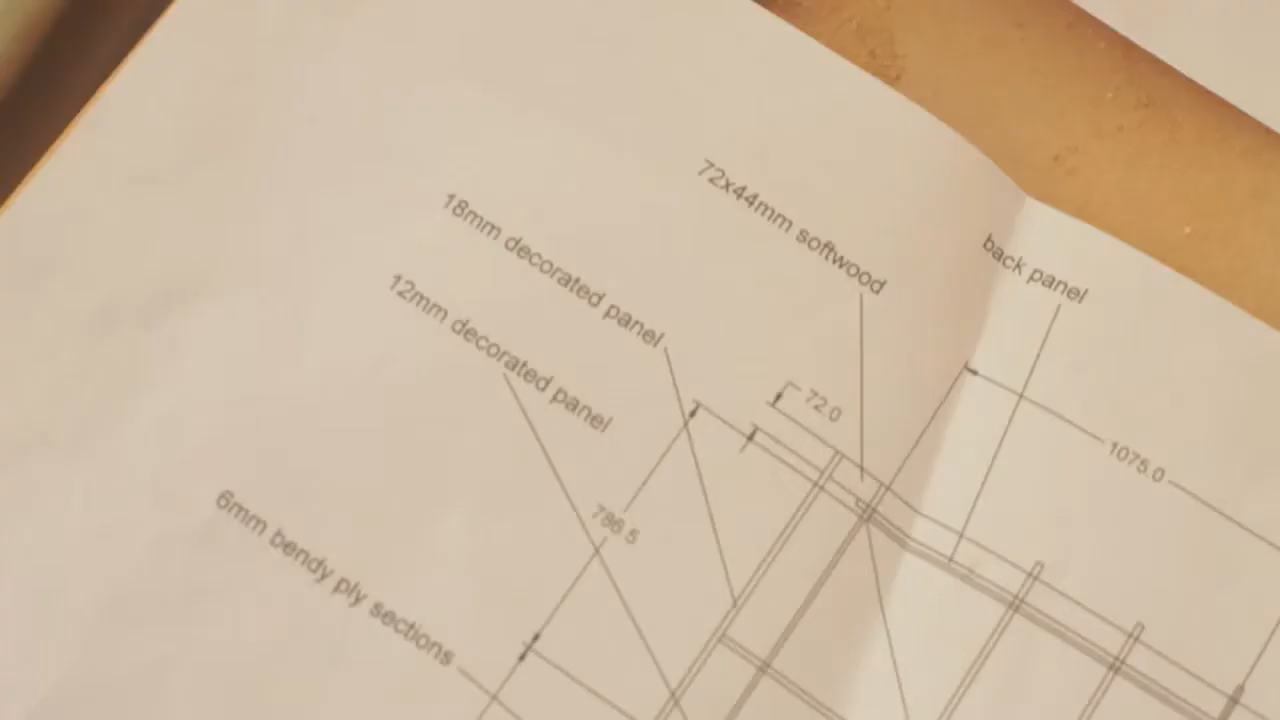 72x44mm softwood
18mm decorated panel
back panel
12mm decorated panel
72.0
1075.0
786.5
6mm bendy ply sections